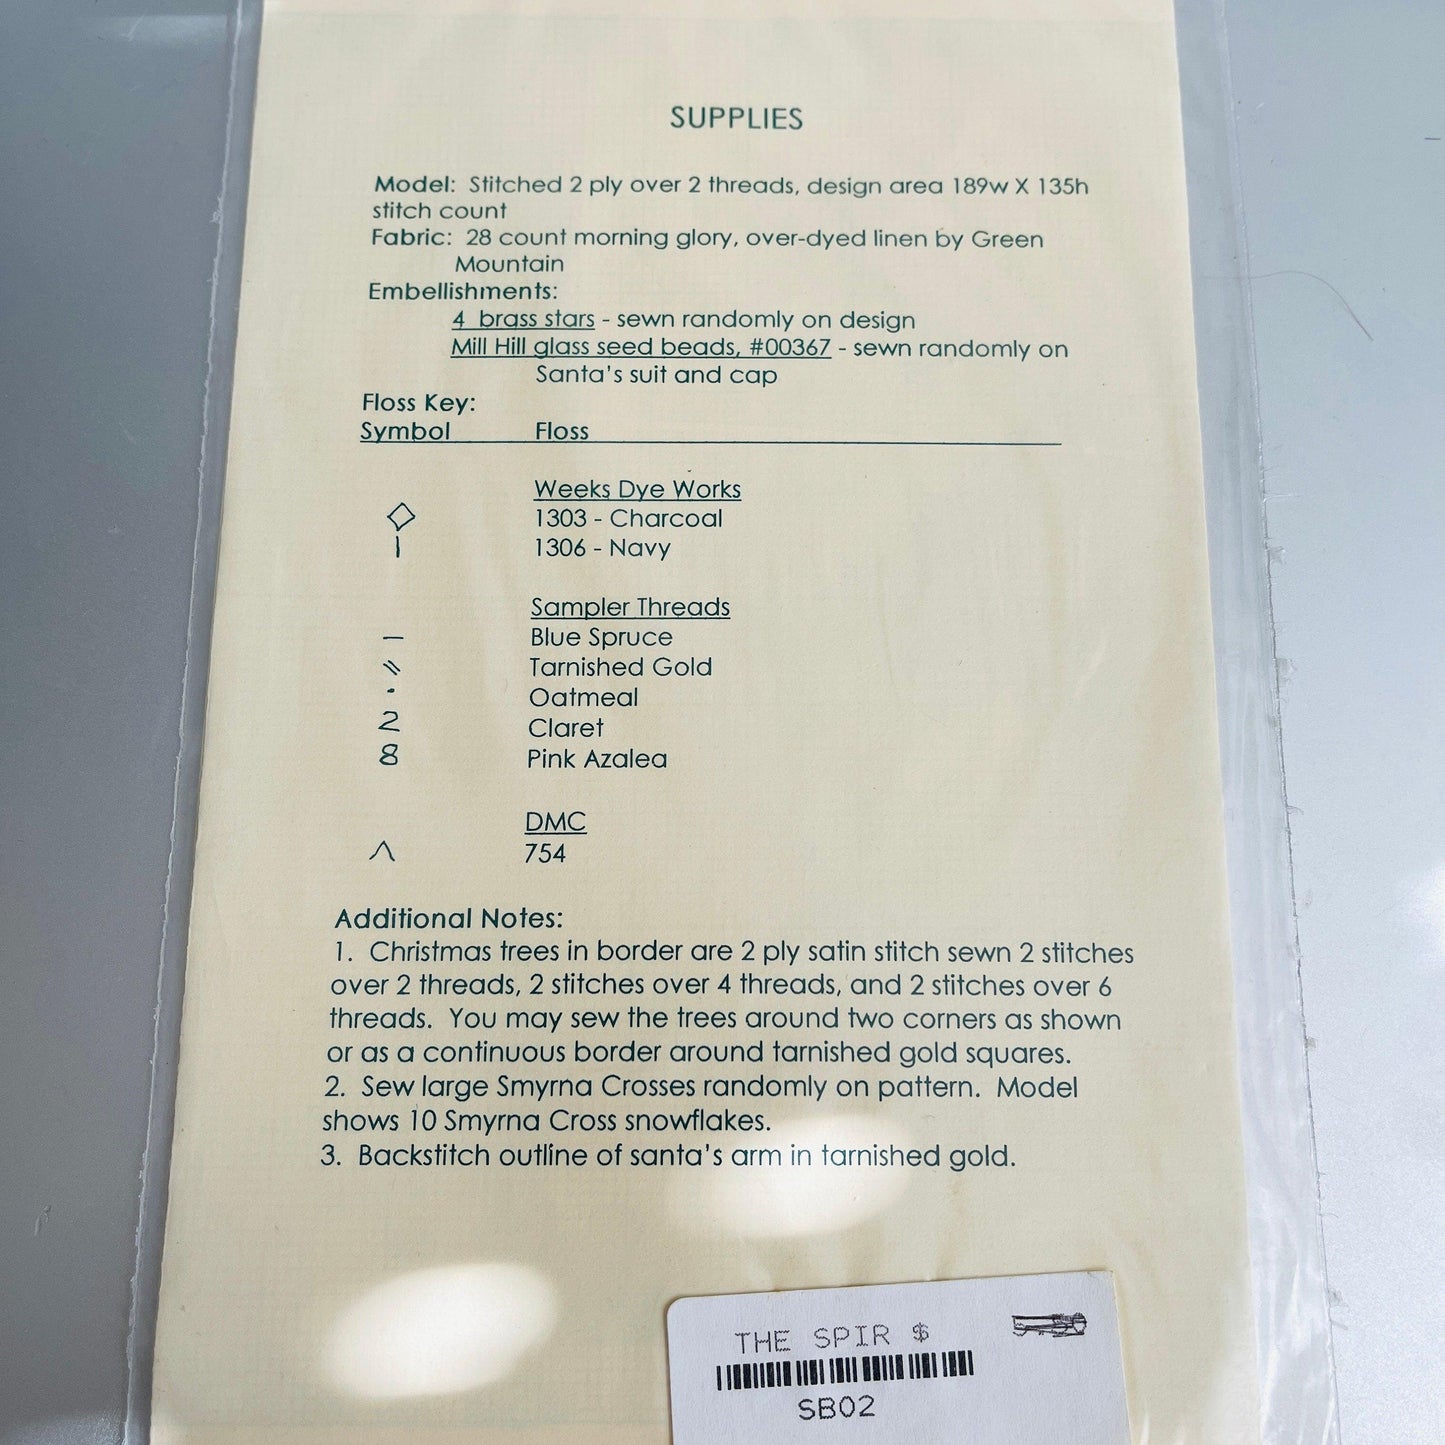 SUPPLIES
Model: Stitched 2 ply over 2 threads, design area 189w X 135h
stitch count
Fabric: 28 count morning glory, over-dyed linen by Green
Mountain
Embellishments:
4 brass stars - sewn randomly on design
Mill Hill glass seed beads, #00367 - sewn randomly on
Santa's suit and cap
Floss Key:
Symbol Floss
Weeks Dye Works
◇ 1303 - Charcoal
| 1306 - Navy
Sampler Threads
— Blue Spruce
⑊ Tarnished Gold
· Oatmeal
2 Claret
8 Pink Azalea
DMC
^ 754
Additional Notes:
1. Christmas trees in border are 2 ply satin stitch sewn 2 stitches
over 2 threads, 2 stitches over 4 threads, and 2 stitches over 6
threads. You may sew the trees around two corners as shown
or as a continuous border around tarnished gold squares.
2. Sew large Smyrna Crosses randomly on pattern. Model
shows 10 Smyrna Cross snowflakes.
3. Backstitch outline of santa's arm in tarnished gold.
THE SPIR $
SB02